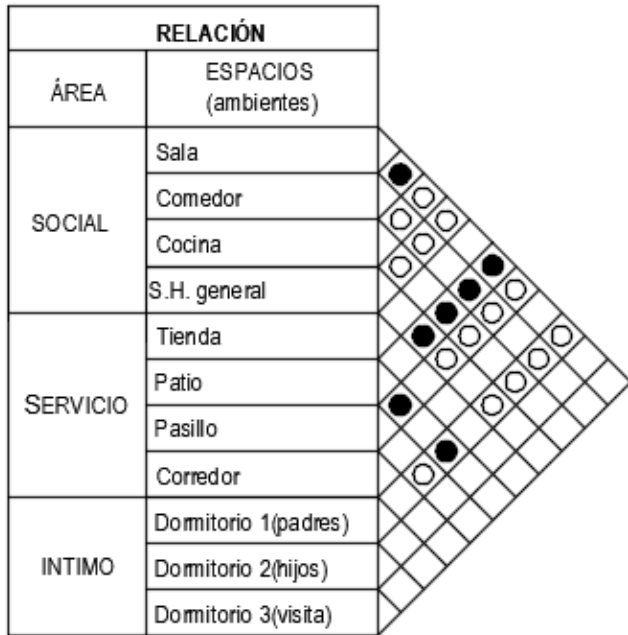 RELACIÓN
ÁREA
ESPACIOS
(ambientes)
SOCIAL
Sala
Comedor
Cocina
S.H. general
SERVICIO
Tienda
Patio
Pasillo
Corredor
INTIMO
Dormitorio 1(padres)
Dormitorio 2(hijos)
Dormitorio 3(visita)